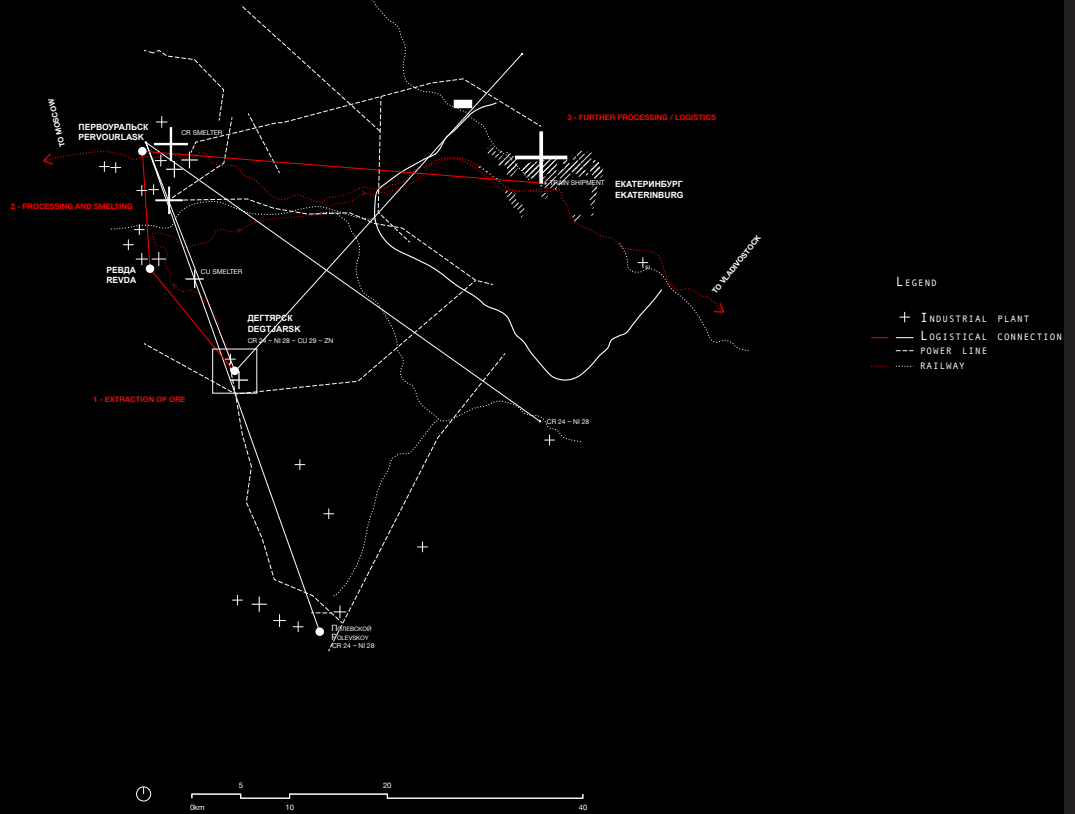 3 - FURTHER PROCESSING / LOGISTICS
TO MOSCOW
ПЕРВОУРАЛЬСК
PERVOURLASK
CR SMELTER
TRAIN SHIPMENT
ЕКАТЕРИНБУРГ
EKATERINBURG
2 - PROCESSING AND SMELTING
TO VLADIVOSTOCK
РЕВДА
REVDA
CU SMELTER
LEGEND
INDUSTRIAL PLANT
LOGISTICAL CONNECTION
POWER LINE
RAILWAY
ДЕГТЯРСК
DEGTJARSK
CR 24 – NI 28 – CU 29 – ZN
1 - EXTRACTION OF ORE
CR 24 – NI 28
ПОЛЕВСКОЙ
POLEVSKOY
CR 24 – NI 28
5
20
0km
10
40